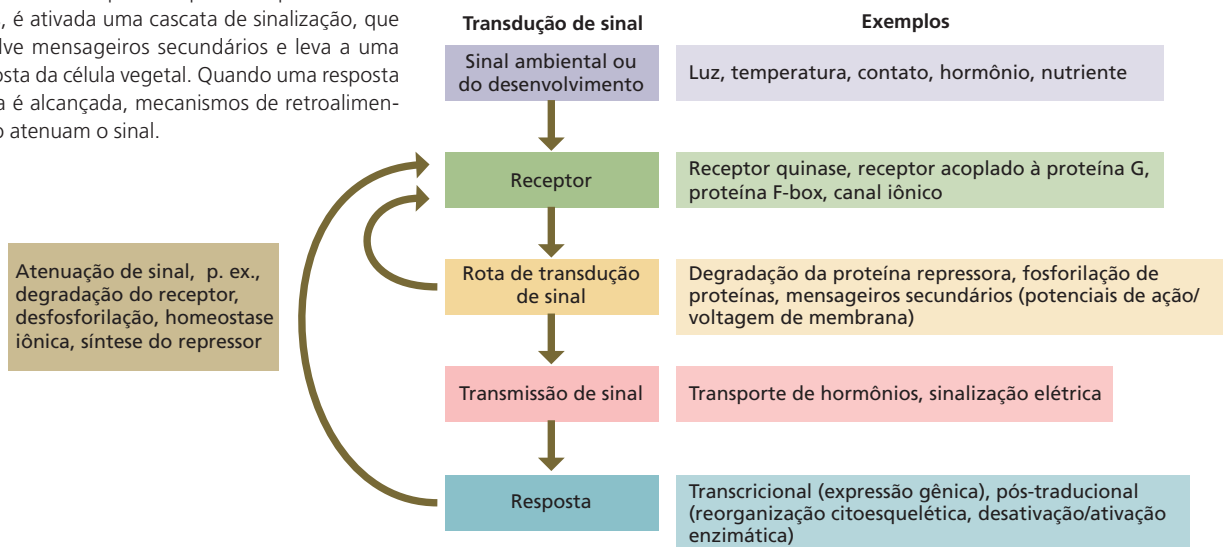 é ativada uma cascata de sinalização, que
mensageiros secundários e leva a uma
da célula vegetal. Quando uma resposta
é alcançada, mecanismos de retroalimen-
atenuam o sinal.
Transdução de sinal
Exemplos
Sinal ambiental ou
do desenvolvimento
Luz, temperatura, contato, hormônio, nutriente
Receptor
Receptor quinase, receptor acoplado à proteína G,
proteína F-box, canal iônico
Atenuação de sinal, p. ex.,
degradação do receptor,
desfosforilação, homeostase
iônica, síntese do repressor
Rota de transdução
de sinal
Degradação da proteína repressora, fosforilação de
proteínas, mensageiros secundários (potenciais de ação/
voltagem de membrana)
Transmissão de sinal
Transporte de hormônios, sinalização elétrica
Resposta
Transcricional (expressão gênica), pós-traducional
(reorganização citoesquelética, desativação/ativação
enzimática)